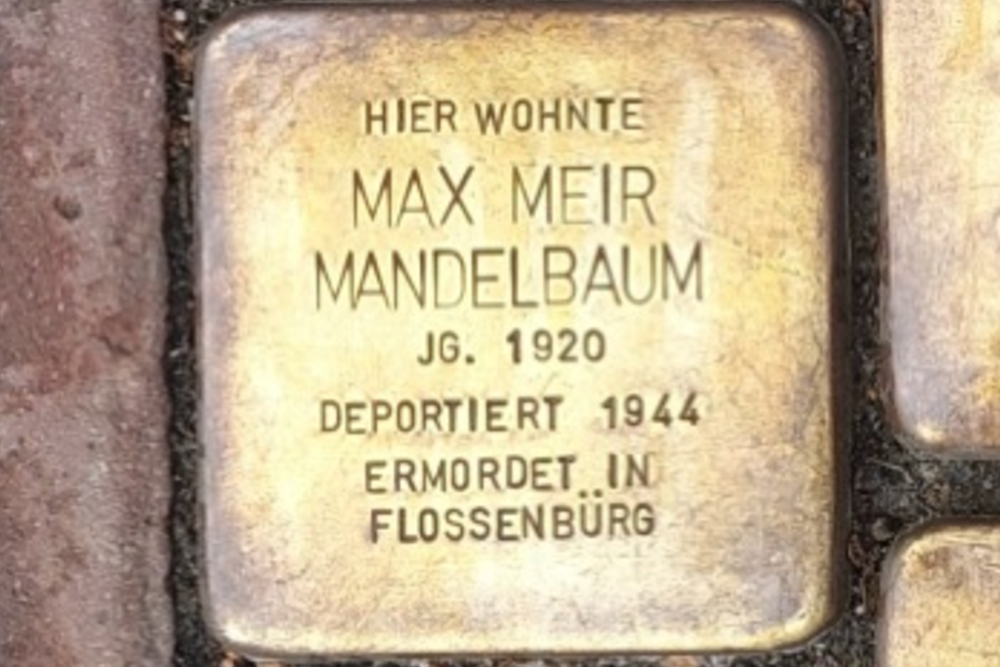 HIER WOHNTE
MAX MEIR
MANDELBAUM
JG. 1920
DEPORTIERT 1944
ERMORDET IN
FLOSSENBÜRG